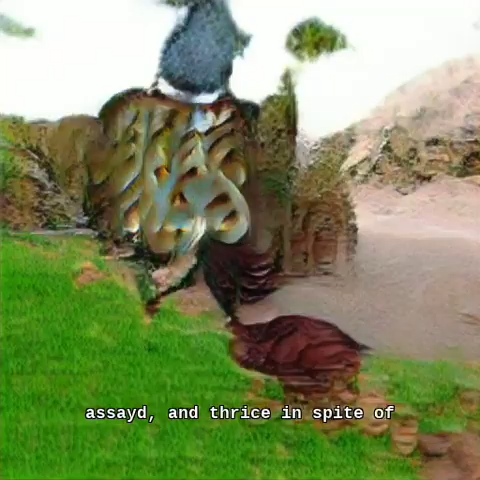 assayd, and thrice in spite of